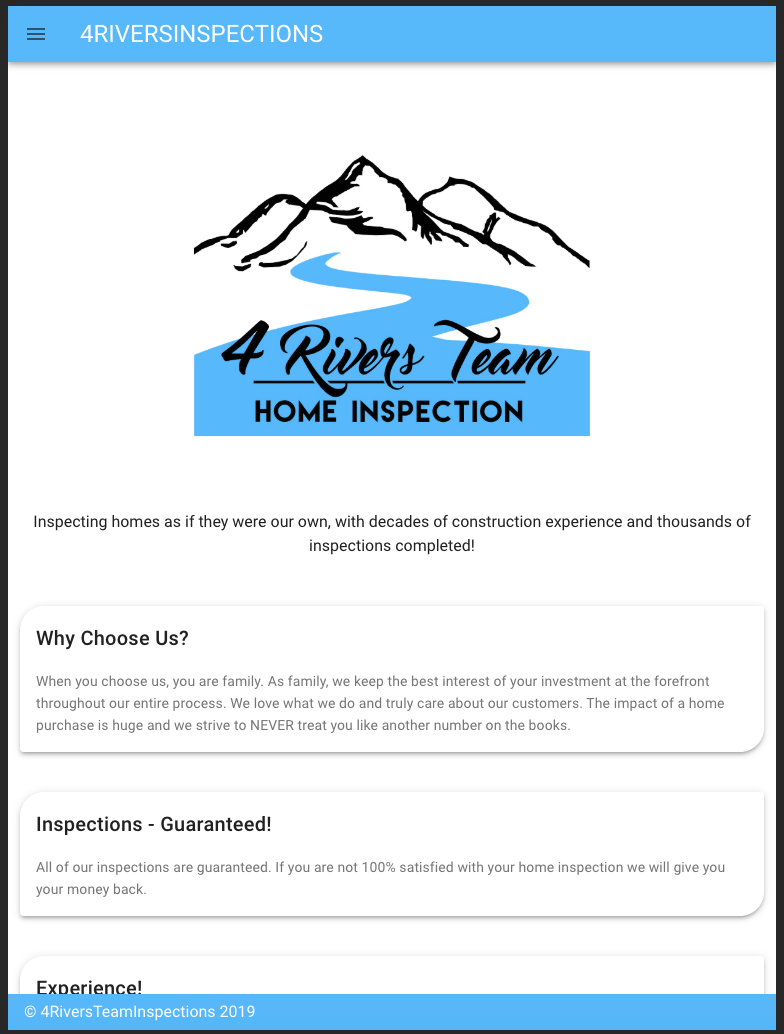 4RIVERSINSPECTIONS
4 Rivers Team
HOME INSPECTION
Inspecting homes as if they were our own, with decades of construction experience and thousands of
inspections completed!
Why Choose Us?
When you choose us, you are family. As family, we keep the best interest of your investment at the forefront
throughout our entire process. We love what we do and truly care about our customers. The impact of a home
purchase is huge and we strive to NEVER treat you like another number on the books.
Inspections - Guaranteed!
All of our inspections are guaranteed. If you are not 100% satisfied with your home inspection we will give you
your money back.
Experience!
© 4RiversTeamInspections 2019